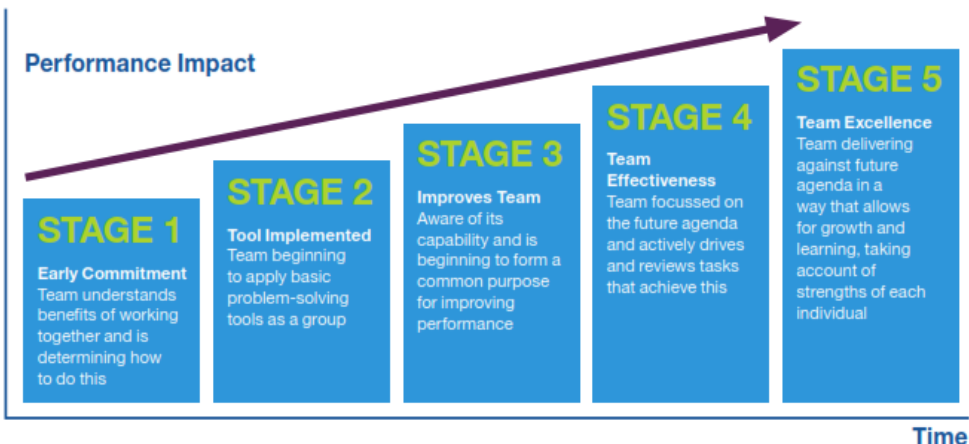 Performance Impact
STAGE 1
Early Commitment
Team understands
benefits of working
together and is
determining how
to do this
STAGE 2
Tool Implemented
Team beginning
to apply basic
problem-solving
tools as a group
STAGE 3
Improves Team
Aware of its
capability and is
beginning to form a
common purpose
for improving
performance
STAGE 4
Team
Effectiveness
Team focussed on
the future agenda
and actively drives
and reviews tasks
that achieve this
STAGE 5
Team Excellence
Team delivering
against future
agenda in a
way that allows
for growth and
learning, taking
account of
strengths of each
individual
Time